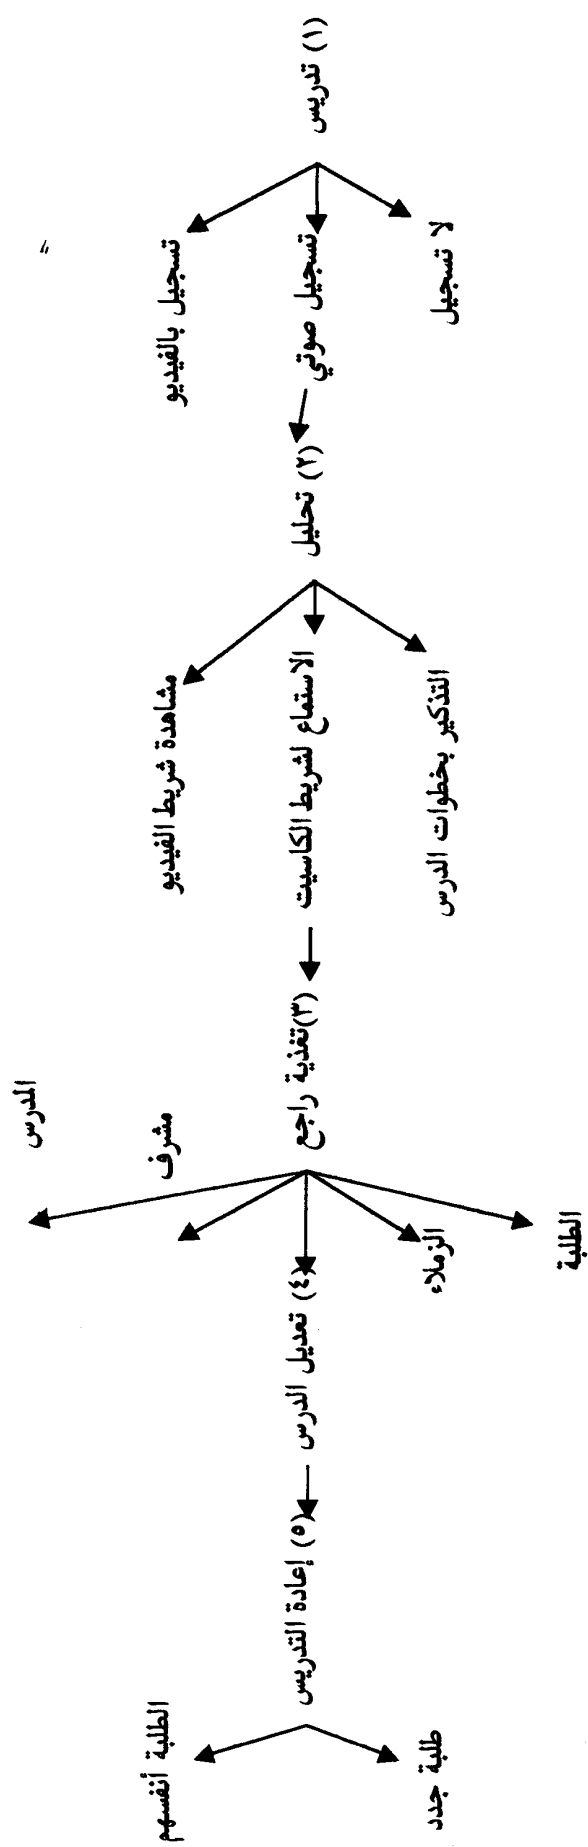 (١) تدريس
لا تسجيل
تسجيل صوتي
تسجيل بالفيديو
(٢) تحليل
التذكير بخطوات الدرس
الاستماع لشريط الكاسيت
مشاهدة شريط الفيديو
(٣) تغذية راجع
الطلبة
الزملاء
مشرف
المدرس
(٤) تعديل الدرس
(٥) إعادة التدريس
طلبة جدد
الطلبة أنفسهم